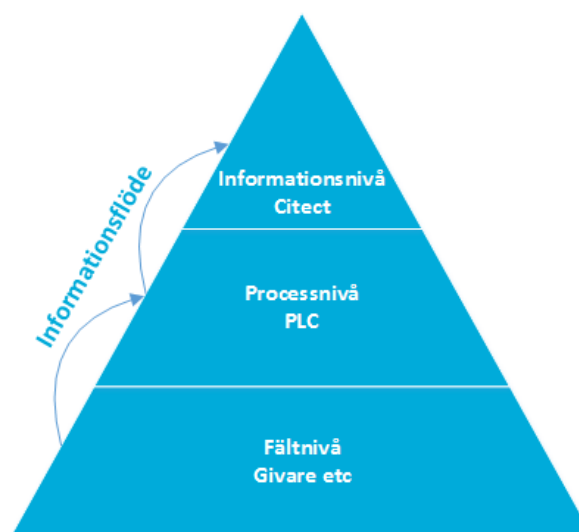 Informationsflöde
Informationsnivå
Citect
Processnivå
PLC
Fältnivå
Givare etc